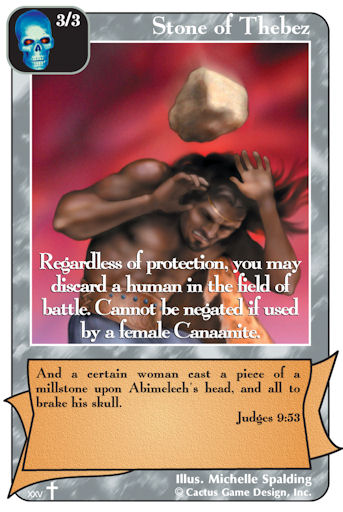 3/3
Stone of Thebez
Regardless of protection, you may
discard a human in the field of
battle. Cannot be negated if used
by a female Canaanite.
And a certain woman cast a piece of a
millstone upon Abimelech's head, and all to
brake his skull.
Judges 9:53
XXV
Illus. Michelle Spalding
© Cactus Game Design, Inc.